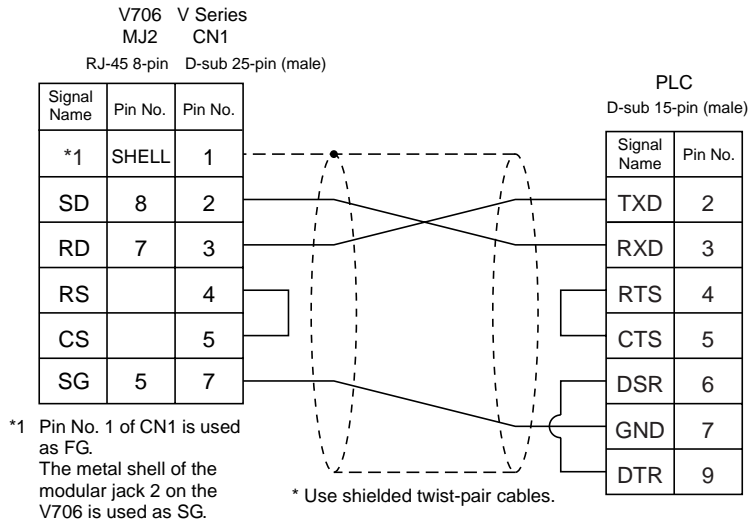 V706 V Series
MJ2 CN1
RJ-45 8-pin D-sub 25-pin (male)
Signal Name Pin No. Pin No.
*1 SHELL 1
SD 8 2
RD 7 3
RS 4
CS 5
SG 5 7
PLC
D-sub 15-pin (male)
Signal Name Pin No.
TXD 2
RXD 3
RTS 4
CTS 5
DSR 6
GND 7
DTR 9
*1 Pin No. 1 of CN1 is used
as FG.
The metal shell of the
modular jack 2 on the
V706 is used as SG.
* Use shielded twist-pair cables.